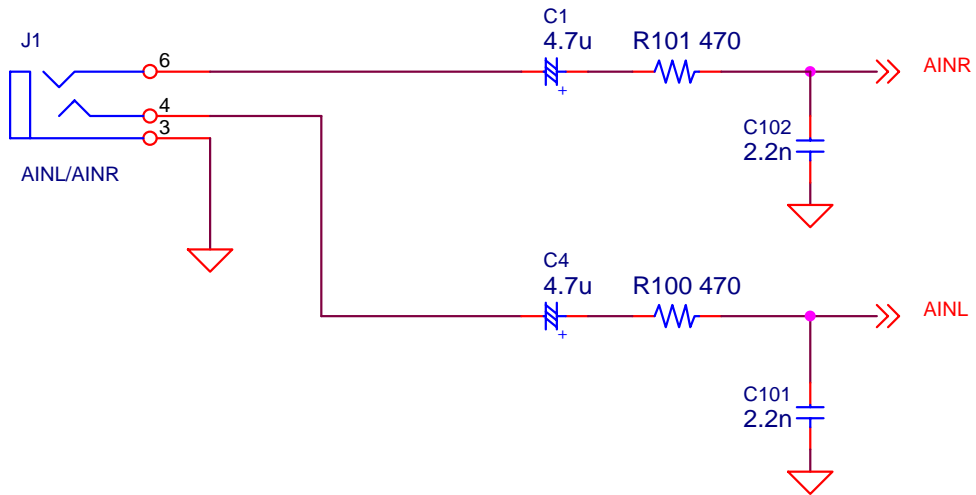 C1
4.7u
R101 470
J1
6
AINR
+
4
3
C102
2.2n
AINL/AINR
C4
4.7u
R100 470
AINL
+
C101
2.2n